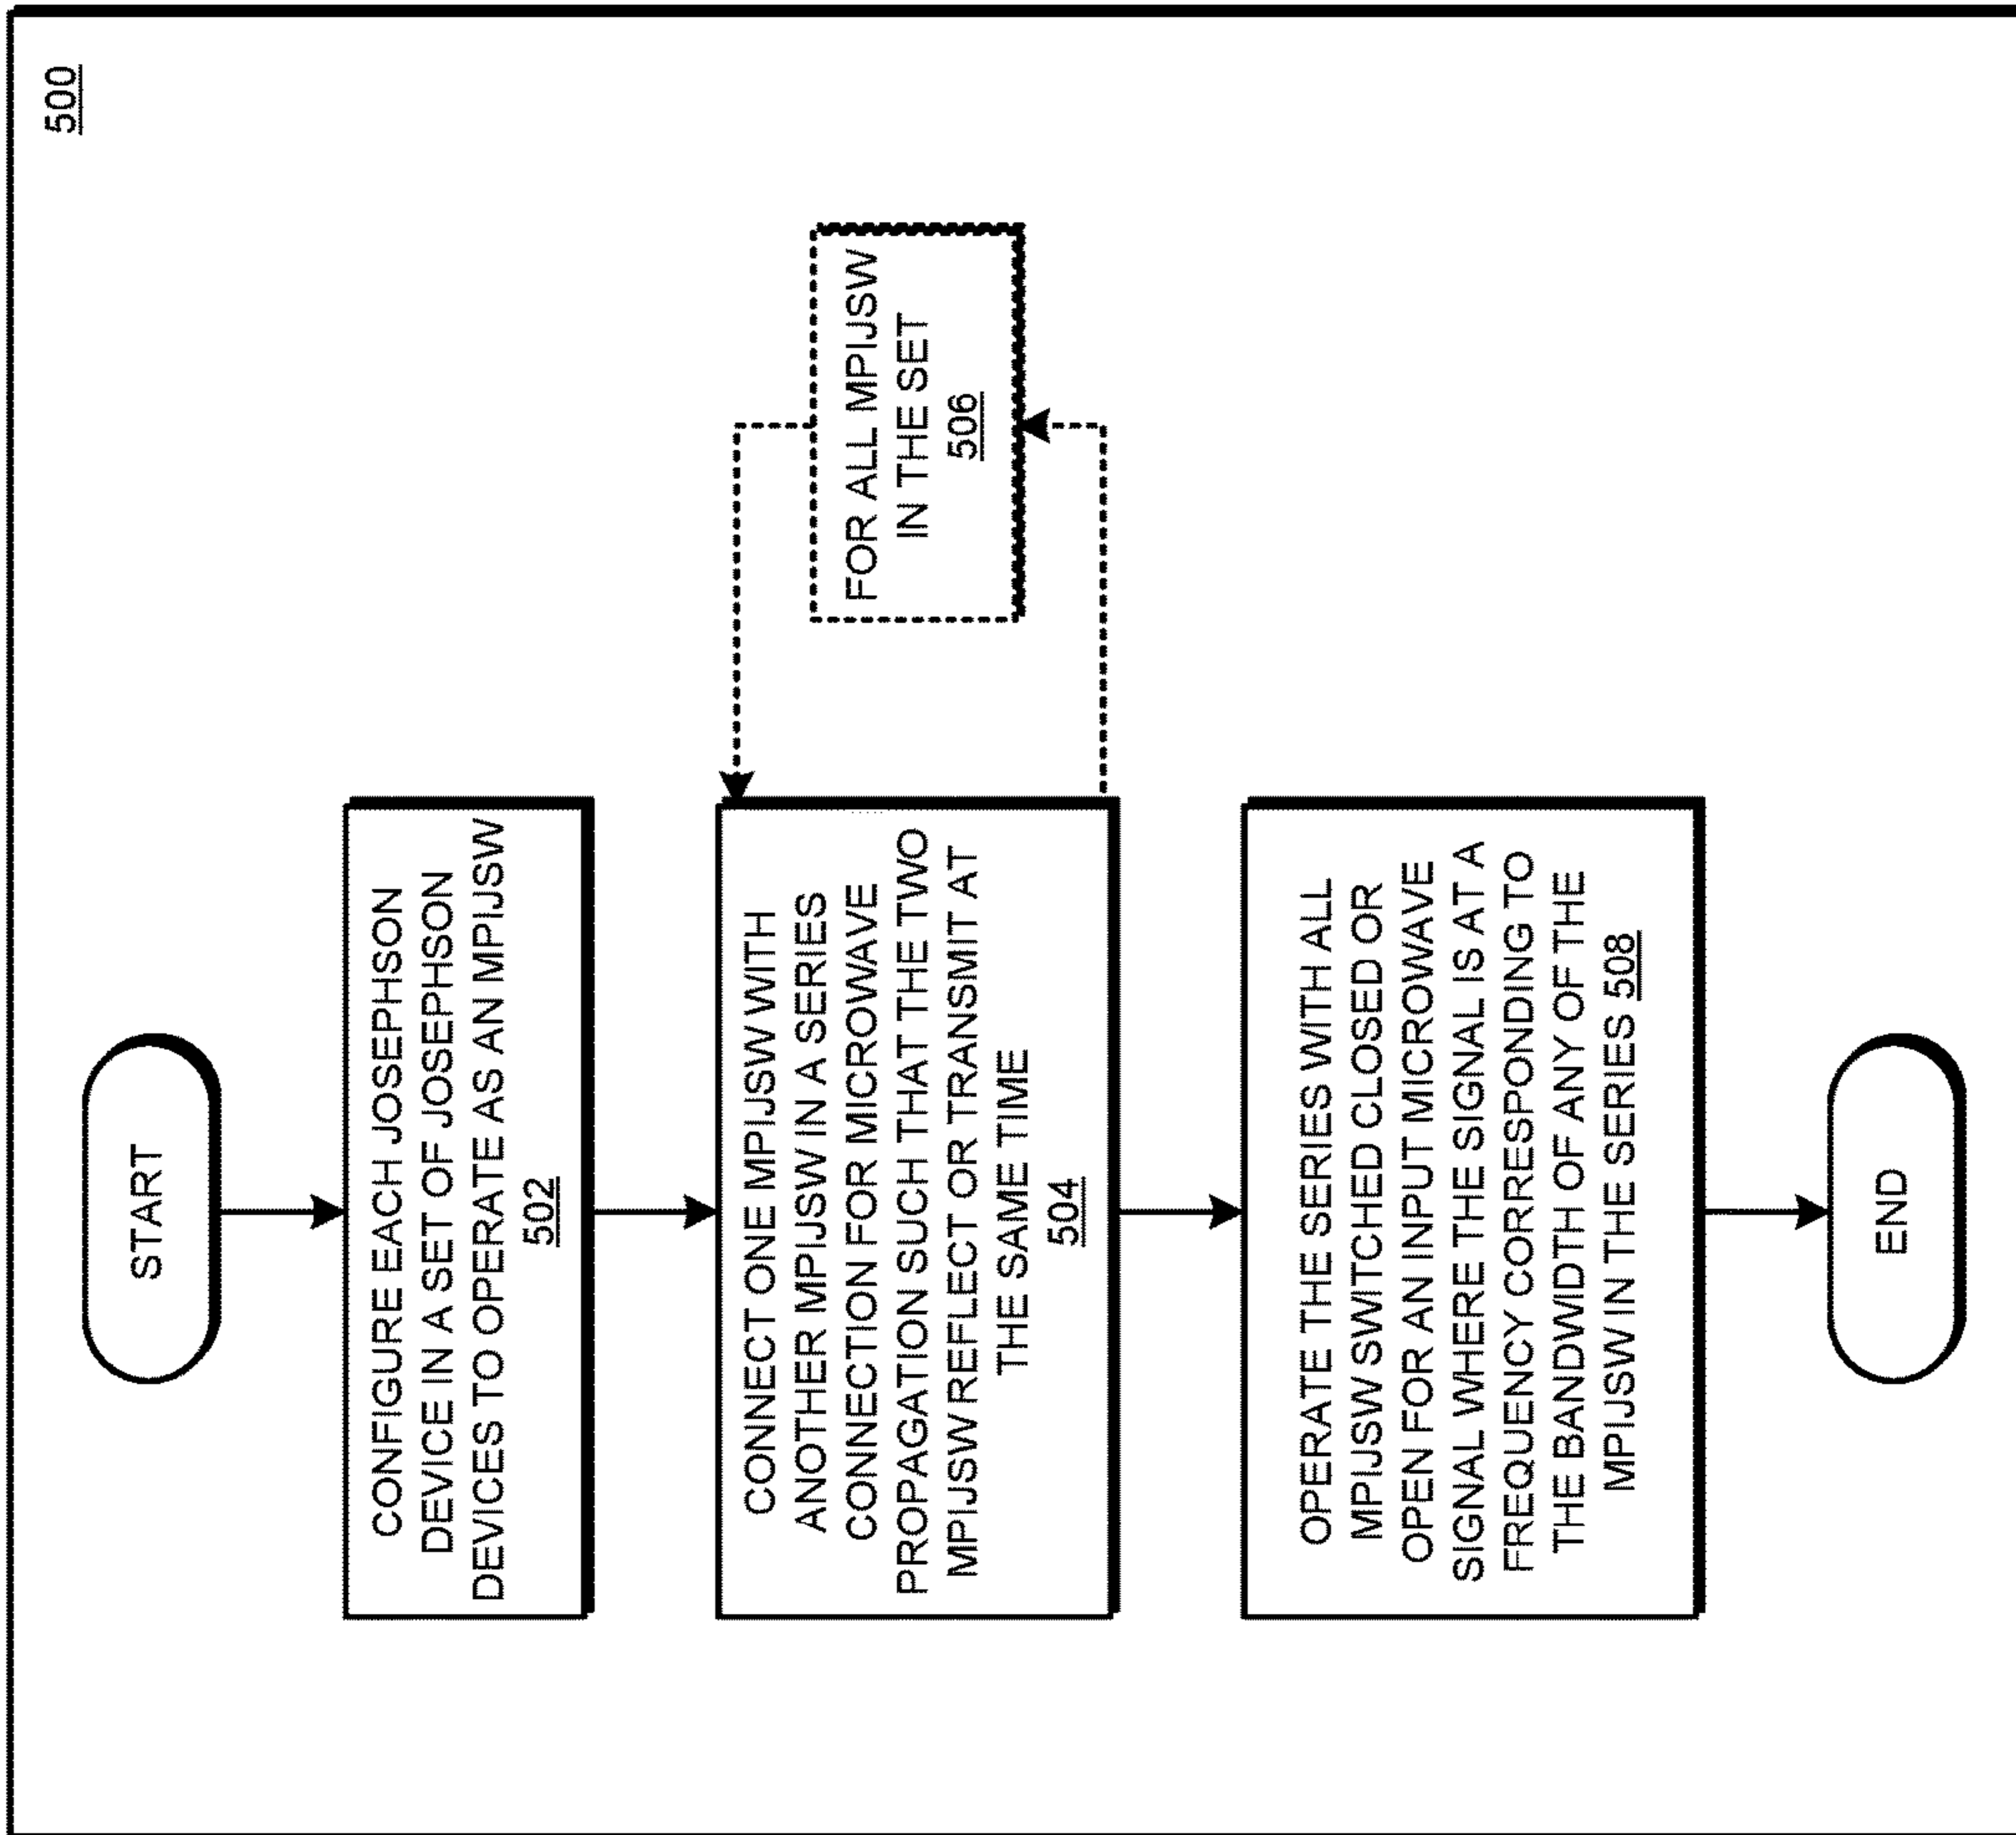 500
START
CONFIGURE EACH JOSEPHSON
DEVICE IN A SET OF JOSEPHSON
DEVICES TO OPERATE AS AN MPIJSW
502
CONNECT ONE MPIJSW WITH
ANOTHER MPIJSW IN A SERIES
CONNECTION FOR MICROWAVE
PROPAGATION SUCH THAT THE TWO
MPIJSW REFLECT OR TRANSMIT AT
THE SAME TIME
504
FOR ALL MPIJSW
IN THE SET
506
OPERATE THE SERIES WITH ALL
MPIJSW SWITCHED CLOSED OR
OPEN FOR AN INPUT MICROWAVE
SIGNAL WHERE THE SIGNAL IS AT A
FREQUENCY CORRESPONDING TO
THE BANDWIDTH OF ANY OF THE
MPIJSW IN THE SERIES 508
END